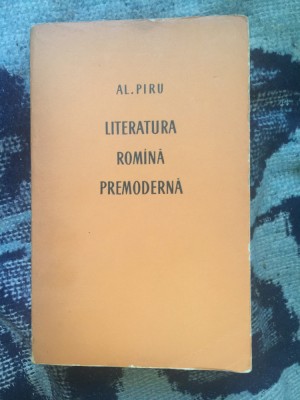 AL. PIRU
LITERATURA
ROMÎNĂ
PREMODERNĂ